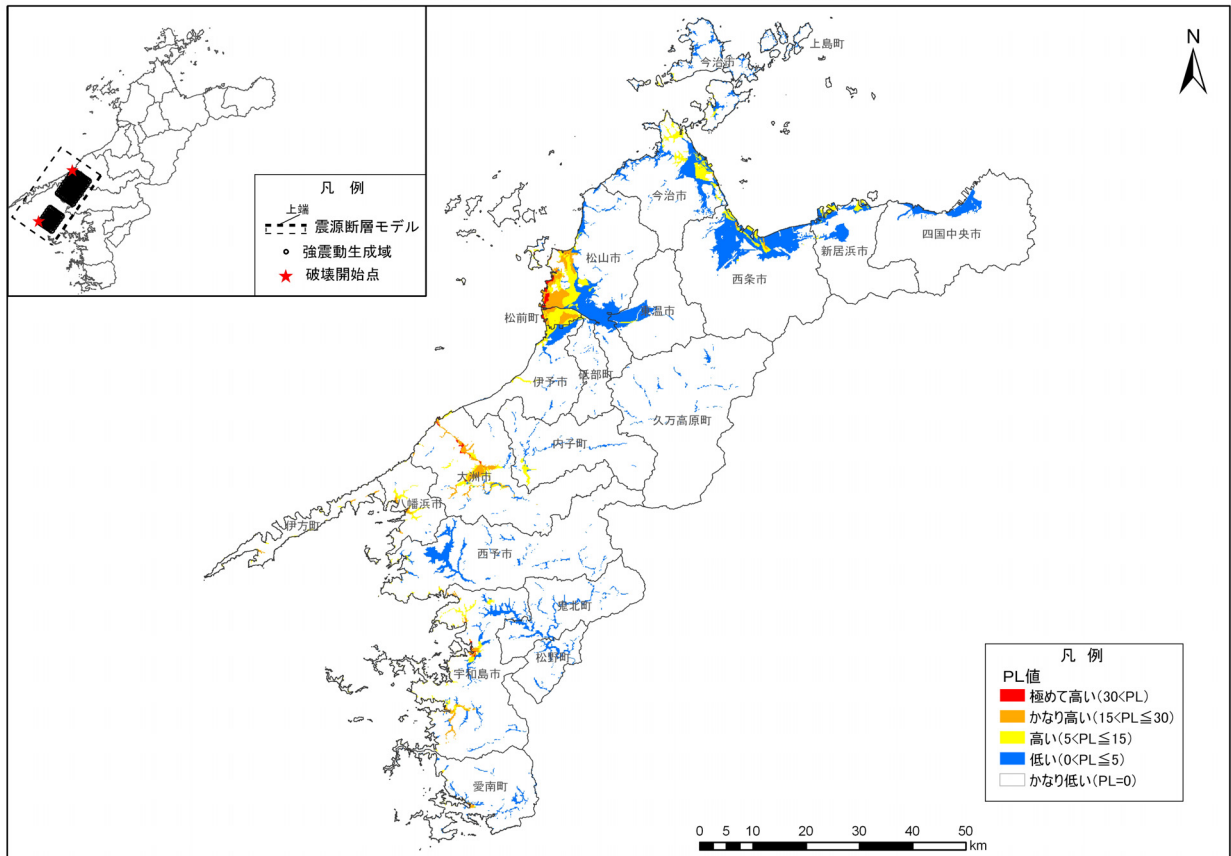 凡 例
上端
震源断層モデル
強震動生成域
破壊開始点
N
上島町
今治市
今治市
四国中央市
新居浜市
西条市
松山市
東温市
松前町
砥部町
伊予市
久万高原町
内子町
大洲市
八幡浜市
伊方町
西予市
鬼北町
松野町
宇和島市
愛南町
凡 例
PL値
極めて高い(30<PL)
かなり高い(15<PL≦30)
高い(5<PL≦15)
低い(0<PL≦5)
かなり低い(PL=0)
0 5 10 20 30 40 50
km